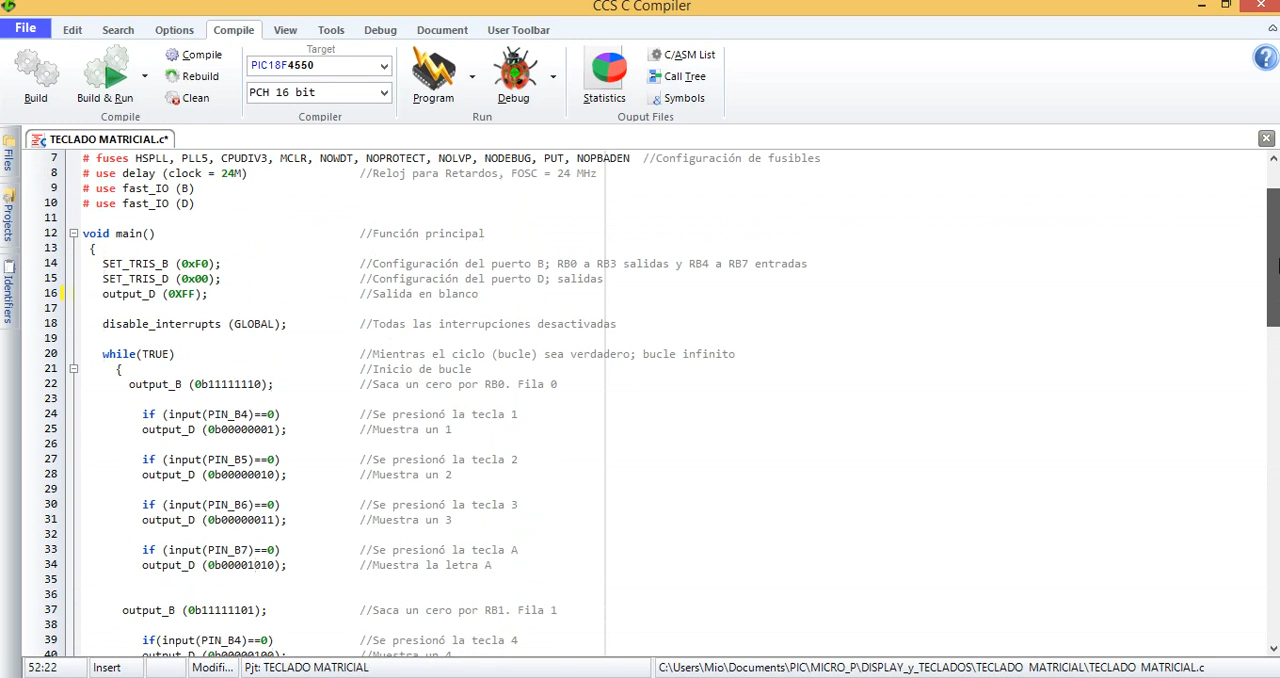 CCS C Compiler
File Edit Search Options Compile View Tools Debug Document User Toolbar
Build
Build & Run
Compile
Rebuild
Clean
Compile
Target
PIC18F4550
PCH 16 bit
Compiler
Program
Debug
Run
Statistics
C/ASM List
Call Tree
Symbols
Ouput Files
Files
Projects
Identifiers
TECLADO MATRICIAL.c*
7 # fuses HSPLL, PLL5, CPUDIV3, MCLR, NOWDT, NOPROTECT, NOLVP, NODEBUG, PUT, NOPBADEN //Configuración de fusibles
8 # use delay (clock = 24M) //Reloj para Retardos, FOSC = 24 MHz
9 # use fast_IO (B)
10 # use fast_IO (D)
11
12 void main() //Función principal
13 {
14 SET_TRIS_B (0xF0); //Configuración del puerto B; RB0 a RB3 salidas y RB4 a RB7 entradas
15 SET_TRIS_D (0x00); //Configuración del puerto D; salidas
16 output_D (0XFF); //Salida en blanco
17
18 disable_interrupts (GLOBAL); //Todas las interrupciones desactivadas
19
20 while(TRUE) //Mientras el ciclo (bucle) sea verdadero; bucle infinito
21 { //Inicio de bucle
22 output_B (0b11111110); //Saca un cero por RB0. Fila 0
23
24 if (input(PIN_B4)==0) //Se presionó la tecla 1
25 output_D (0b00000001); //Muestra un 1
26
27 if (input(PIN_B5)==0) //Se presionó la tecla 2
28 output_D (0b00000010); //Muestra un 2
29
30 if (input(PIN_B6)==0) //Se presionó la tecla 3
31 output_D (0b00000011); //Muestra un 3
32
33 if (input(PIN_B7)==0) //Se presionó la tecla A
34 output_D (0b00001010); //Muestra la letra A
35
36
37 output_B (0b11111101); //Saca un cero por RB1. Fila 1
38
39 if(input(PIN_B4)==0) //Se presionó la tecla 4
40 output_D (0b00000100); //Muestra un 4
52:22 Insert Modifi... Pjt: TECLADO MATRICIAL C:\Users\Mio\Documents\PIC\MICRO_P\DISPLAY_y_TECLADOS\TECLADO MATRICIAL\TECLADO MATRICIAL.c